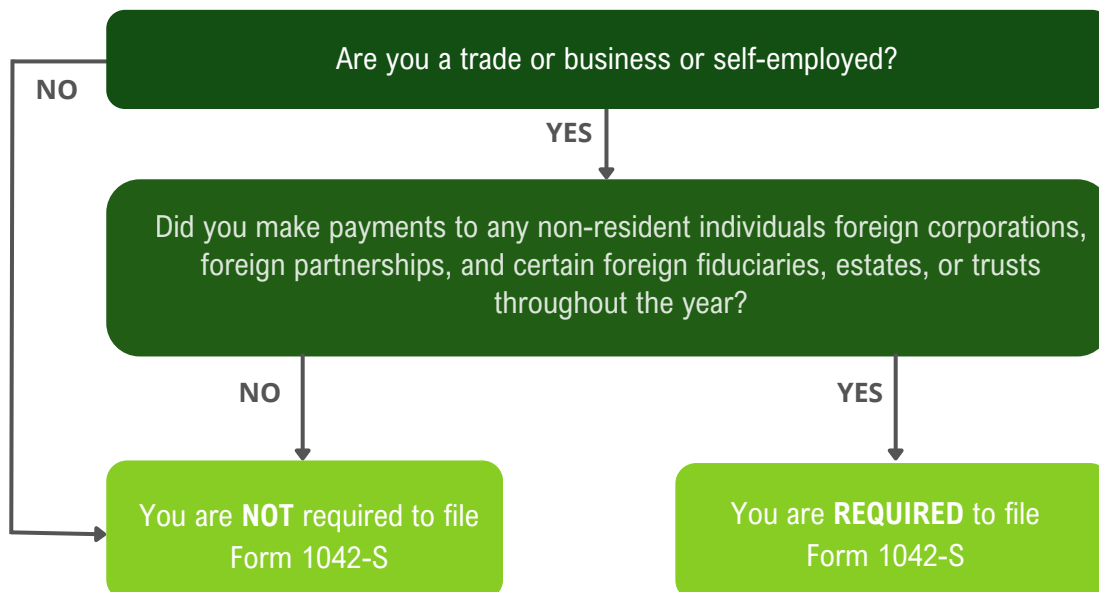 Are you a trade or business or self-employed?
NO
YES
Did you make payments to any non-resident individuals foreign corporations,
foreign partnerships, and certain foreign fiduciaries, estates, or trusts
throughout the year?
NO
YES
You are NOT required to file
Form 1042-S
You are REQUIRED to file
Form 1042-S